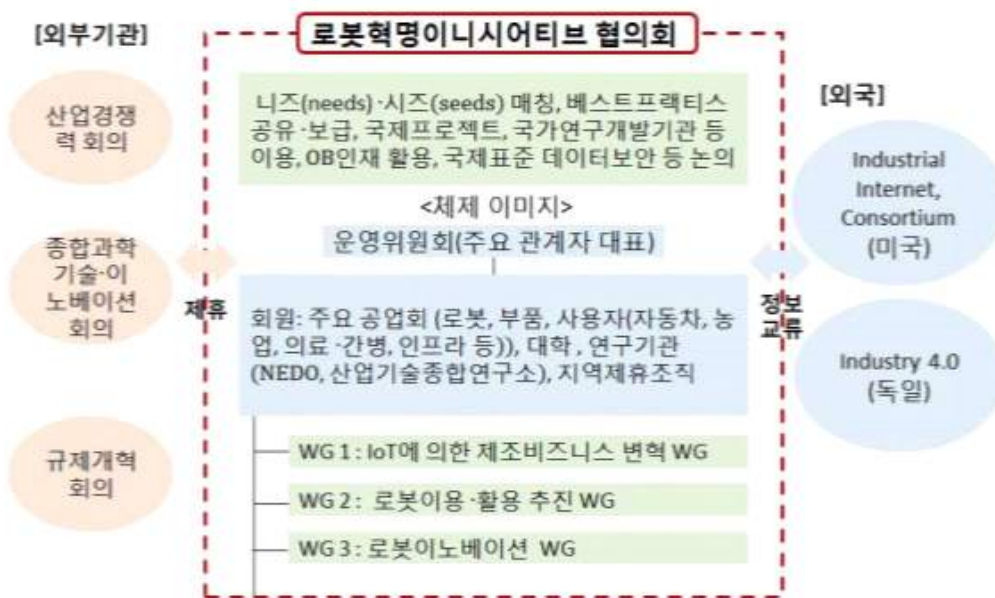 로봇혁명이니시어티브 협의회
[외부기관]
산업경쟁
력 회의
종합과학
기술·이
노베이션
회의
규제개혁
회의
니즈(needs)·시즈(seeds) 매칭, 베스트프랙티스
공유·보급, 국제프로젝트, 국가연구개발기관 등
이용, OB인재 활용, 국제표준 데이터보안 등 논의
<체제 이미지>
운영위원회(주요 관계자 대표)
제휴
회원: 주요 공업회 (로봇, 부품, 사용자(자동차, 농
업, 의료·간병, 인프라 등)), 대학, 연구기관
(NEDO, 산업기술종합연구소), 지역제휴조직
WG 1 : IoT에 의한 제조비즈니스 변혁 WG
WG 2 : 로봇이용·활용 추진 WG
WG 3 : 로봇이노베이션 WG
정보
교류
[외국]
Industrial
Internet,
Consortium
(미국)
Industry 4.0
(독일)